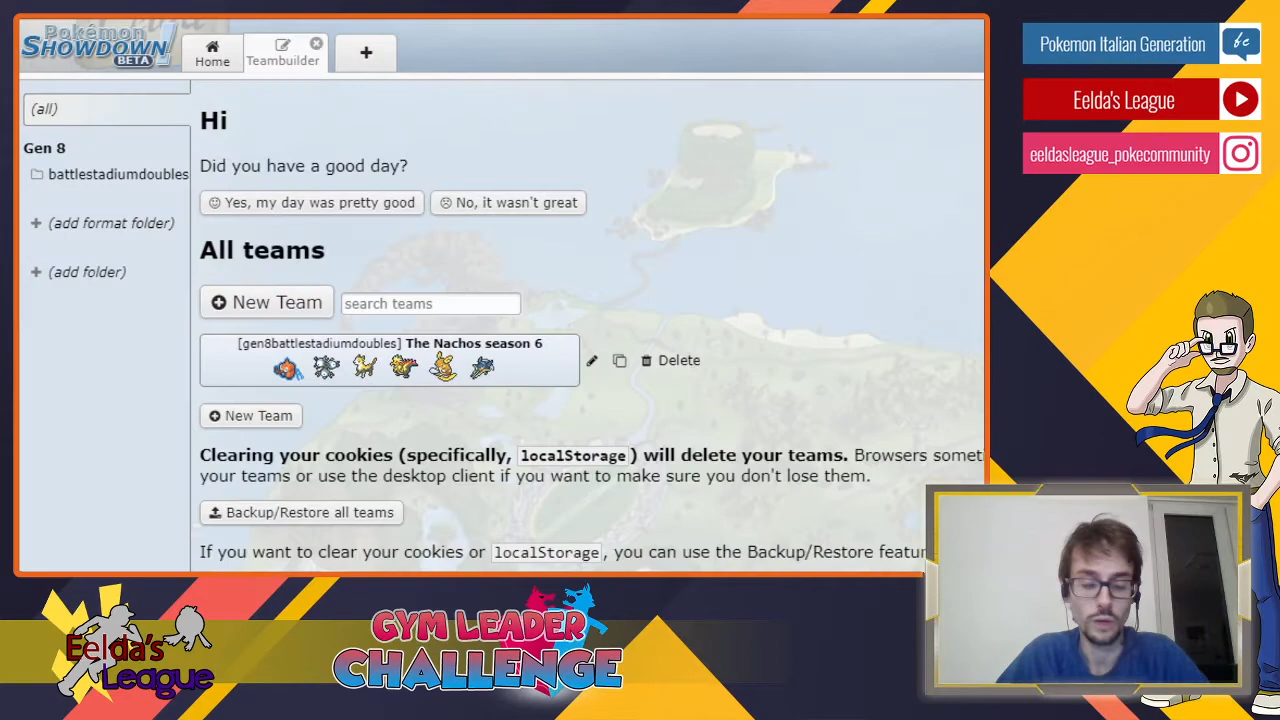 Pokémon
SHOWDOWN!
BETA
Home
Teambuilder
(all)
Gen 8
battlestadiumdoubles
(add format folder)
(add folder)
Hi
Did you have a good day?
Yes, my day was pretty good
No, it wasn't great
All teams
New Team
search teams
[gen8battlestadiumdoubles] The Nachos season 6
Delete
New Team
Clearing your cookies (specifically, localStorage) will delete your teams. Browsers somet
your teams or use the desktop client if you want to make sure you don't lose them.
Backup/Restore all teams
If you want to clear your cookies or localStorage, you can use the Backup/Restore featur
Pokemon Italian Generation
Eelda's League
eeldasleague_pokecommunity
Eelda's
League
GYM LEADER
CHALLENGE